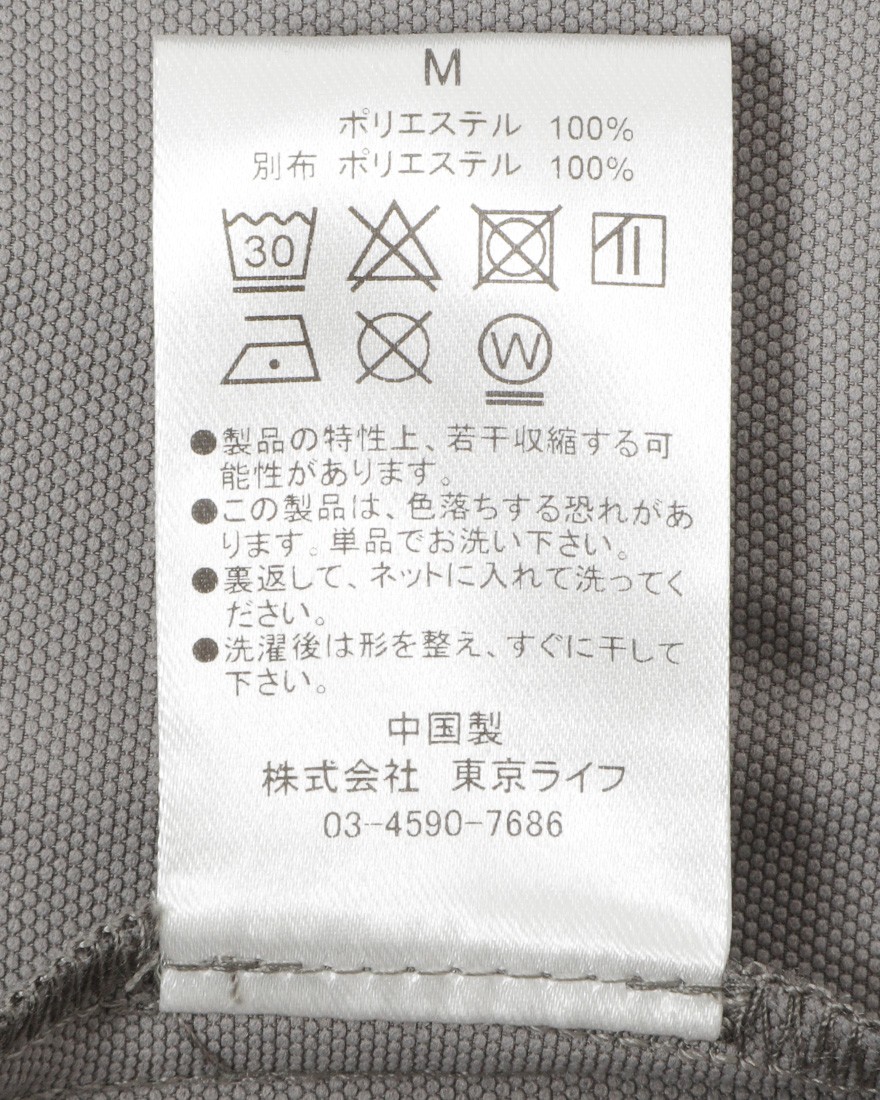 M
ポリエステル 100%
別布 ポリエステル 100%
30
W
●製品の特性上、若干収縮する可
能性があります。
●この製品は、色落ちする恐れがあ
ります。単品でお洗い下さい。
●裏返して、ネットに入れて洗ってく
ださい。
●洗濯後は形を整え、すぐに干して
下さい。
中国製
株式会社 東京ライフ
03-4590-7686